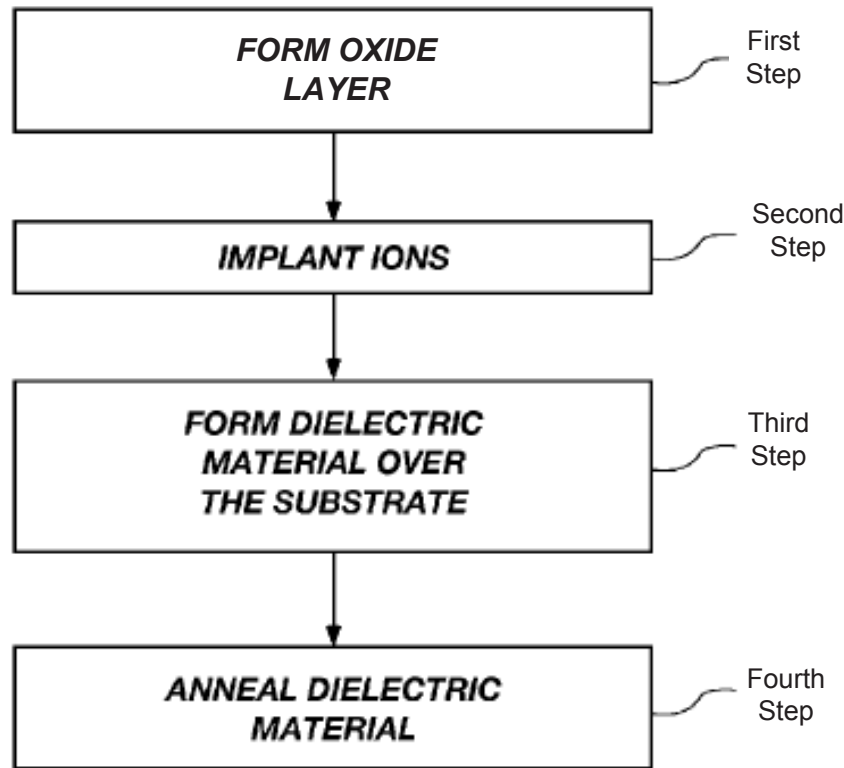 FORM OXIDE
LAYER
First
Step
IMPLANT IONS
Second
Step
FORM DIELECTRIC
MATERIAL OVER
THE SUBSTRATE
Third
Step
ANNEAL DIELECTRIC
MATERIAL
Fourth
Step